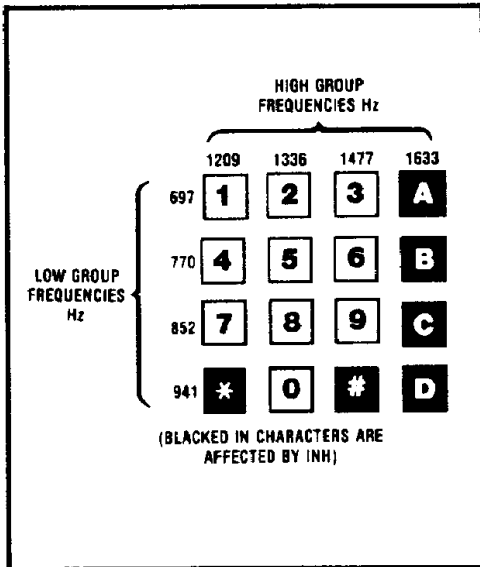 HIGH GROUP
FREQUENCIES Hz
1209 1336 1477 1633
697 1 2 3 A
770 4 5 6 B
LOW GROUP
FREQUENCIES
Hz
852 7 8 9 C
941 * 0 # D
(BLACKED IN CHARACTERS ARE
AFFECTED BY INH)